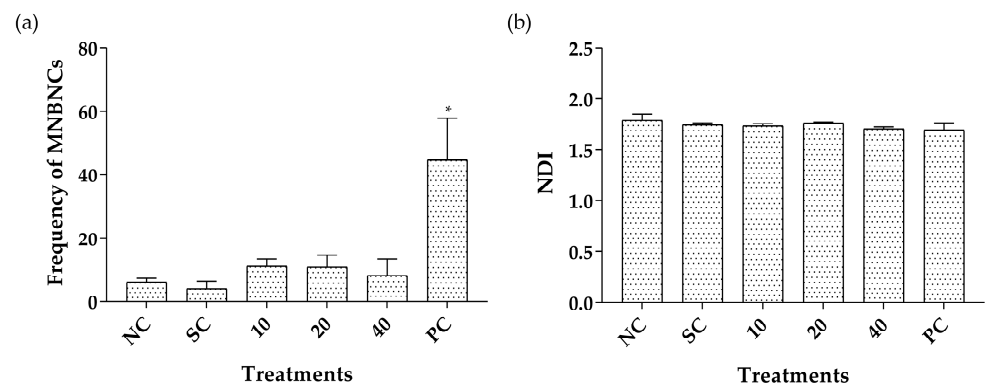 (a)
80
60
40
20
0
Frequency of MNBNCs
*
NC SC 10 20 40 PC
Treatments
(b)
2.5
2.0
1.5
1.0
0.5
0.0
NDI
NC SC 10 20 40 PC
Treatments